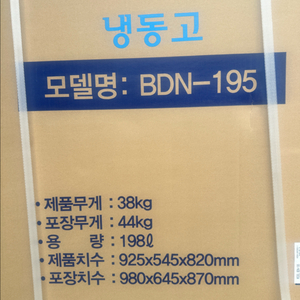 냉동고
모델명: BDN-195
• 제품무게 : 38kg
• 포장무게 : 44kg
• 용 량 : 198ℓ
• 제품치수 : 925x545x820mm
• 포장치수 : 980x645x870mm